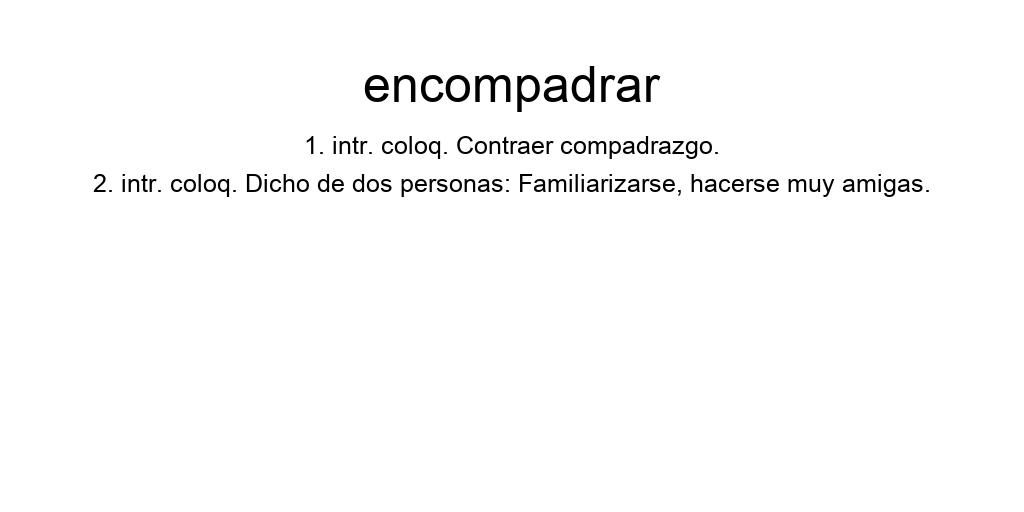 encompadrar
1. intr. coloq. Contraer compadrazgo.
2. intr. coloq. Dicho de dos personas: Familiarizarse, hacerse muy amigas.